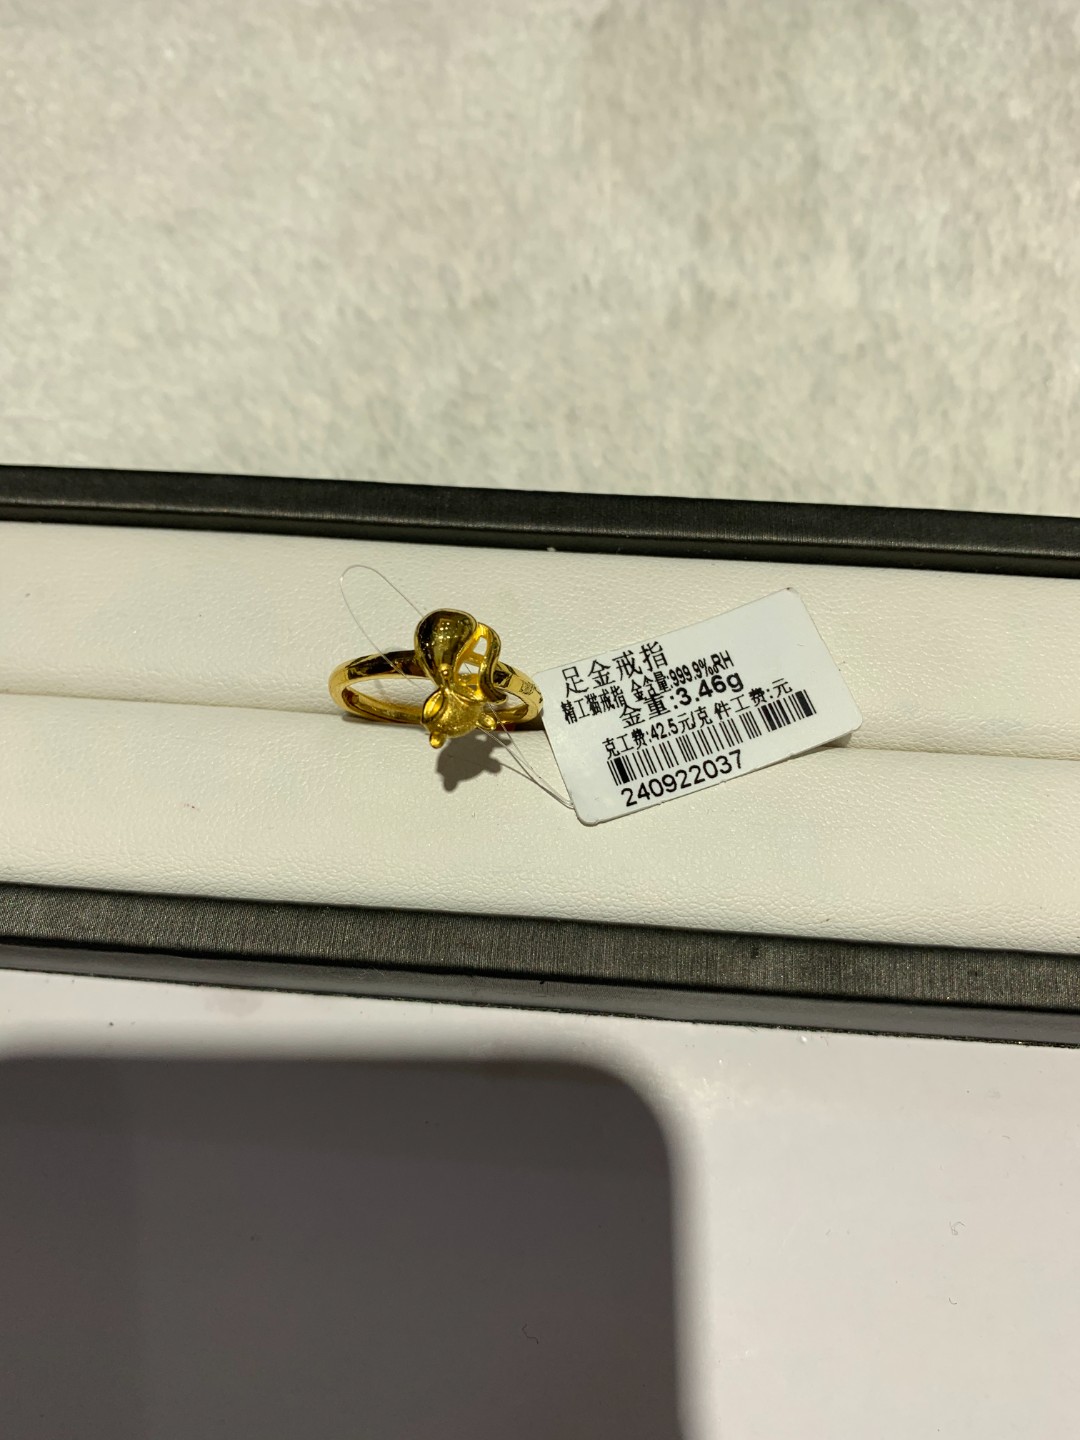 足金戒指
精工猫戒指 金含量:999.9‰RH
金重:3.46g
克工费:42.5元/克 件工费:元
240922037